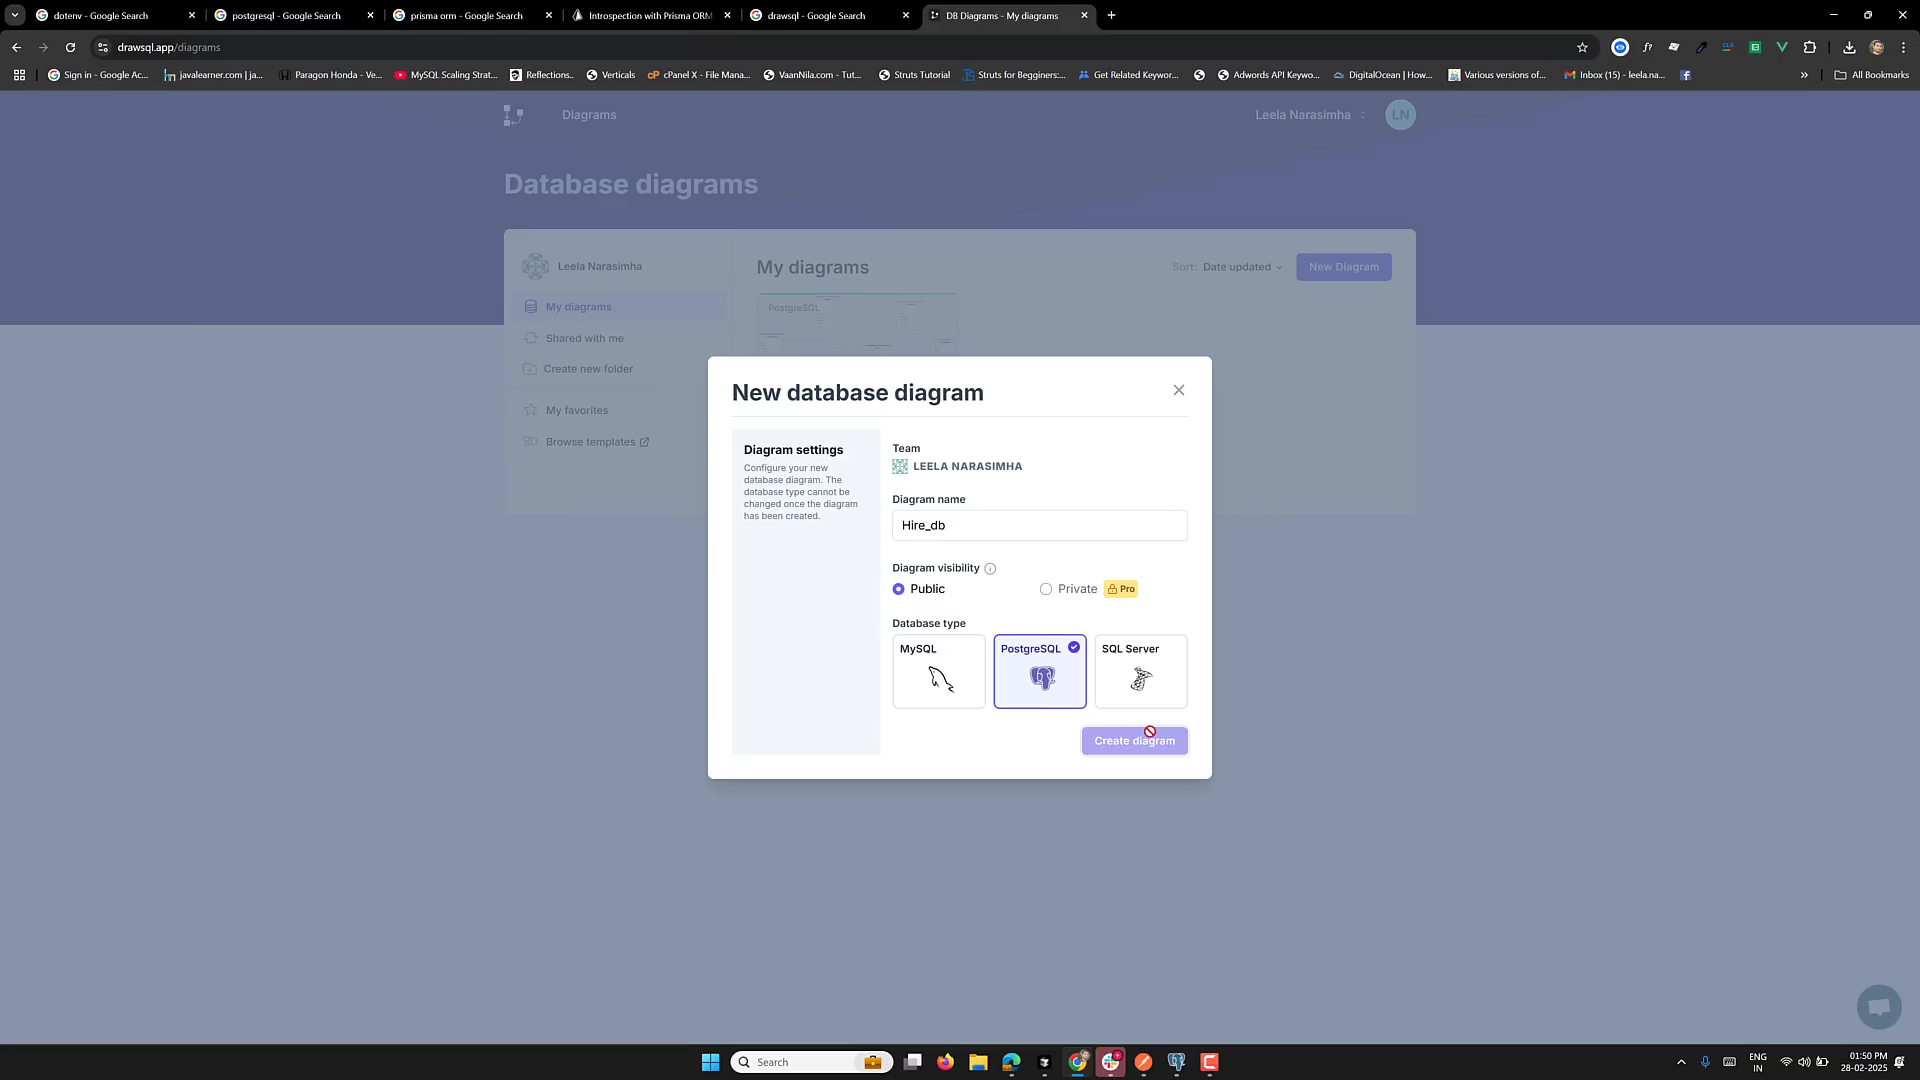 dotenv - Google Search
postgresql - Google Search
prisma orm - Google Search
Introspection with Prisma ORM
drawsql - Google Search
DB Diagrams - My diagrams
drawsql.app/diagrams
Sign in - Google Ac...
javalearner.com | ja...
Paragon Honda - Ve...
MySQL Scaling Strat...
Reflections..
Verticals
cPanel X - File Mana...
VaanNila.com - Tut...
Struts Tutorial
Struts for Begginers:...
Get Related Keywor...
Adwords API Keywo...
DigitalOcean | How...
Various versions of...
Inbox (15) - leela.na...
All Bookmarks
Diagrams
Leela Narasimha
LN
Database diagrams
Leela Narasimha
My diagrams
Shared with me
Create new folder
My favorites
Browse templates
My diagrams
Sort: Date updated
New Diagram
PostgreSQL
New database diagram
Diagram settings
Configure your new
database diagram. The
database type cannot be
changed once the diagram
has been created.
Team
LEELA NARASIMHA
Diagram name
Hire_db
Diagram visibility
Public
Private
Pro
Database type
MySQL
PostgreSQL
SQL Server
Create diagram
Search
ENG
IN
01:50 PM
28-02-2025